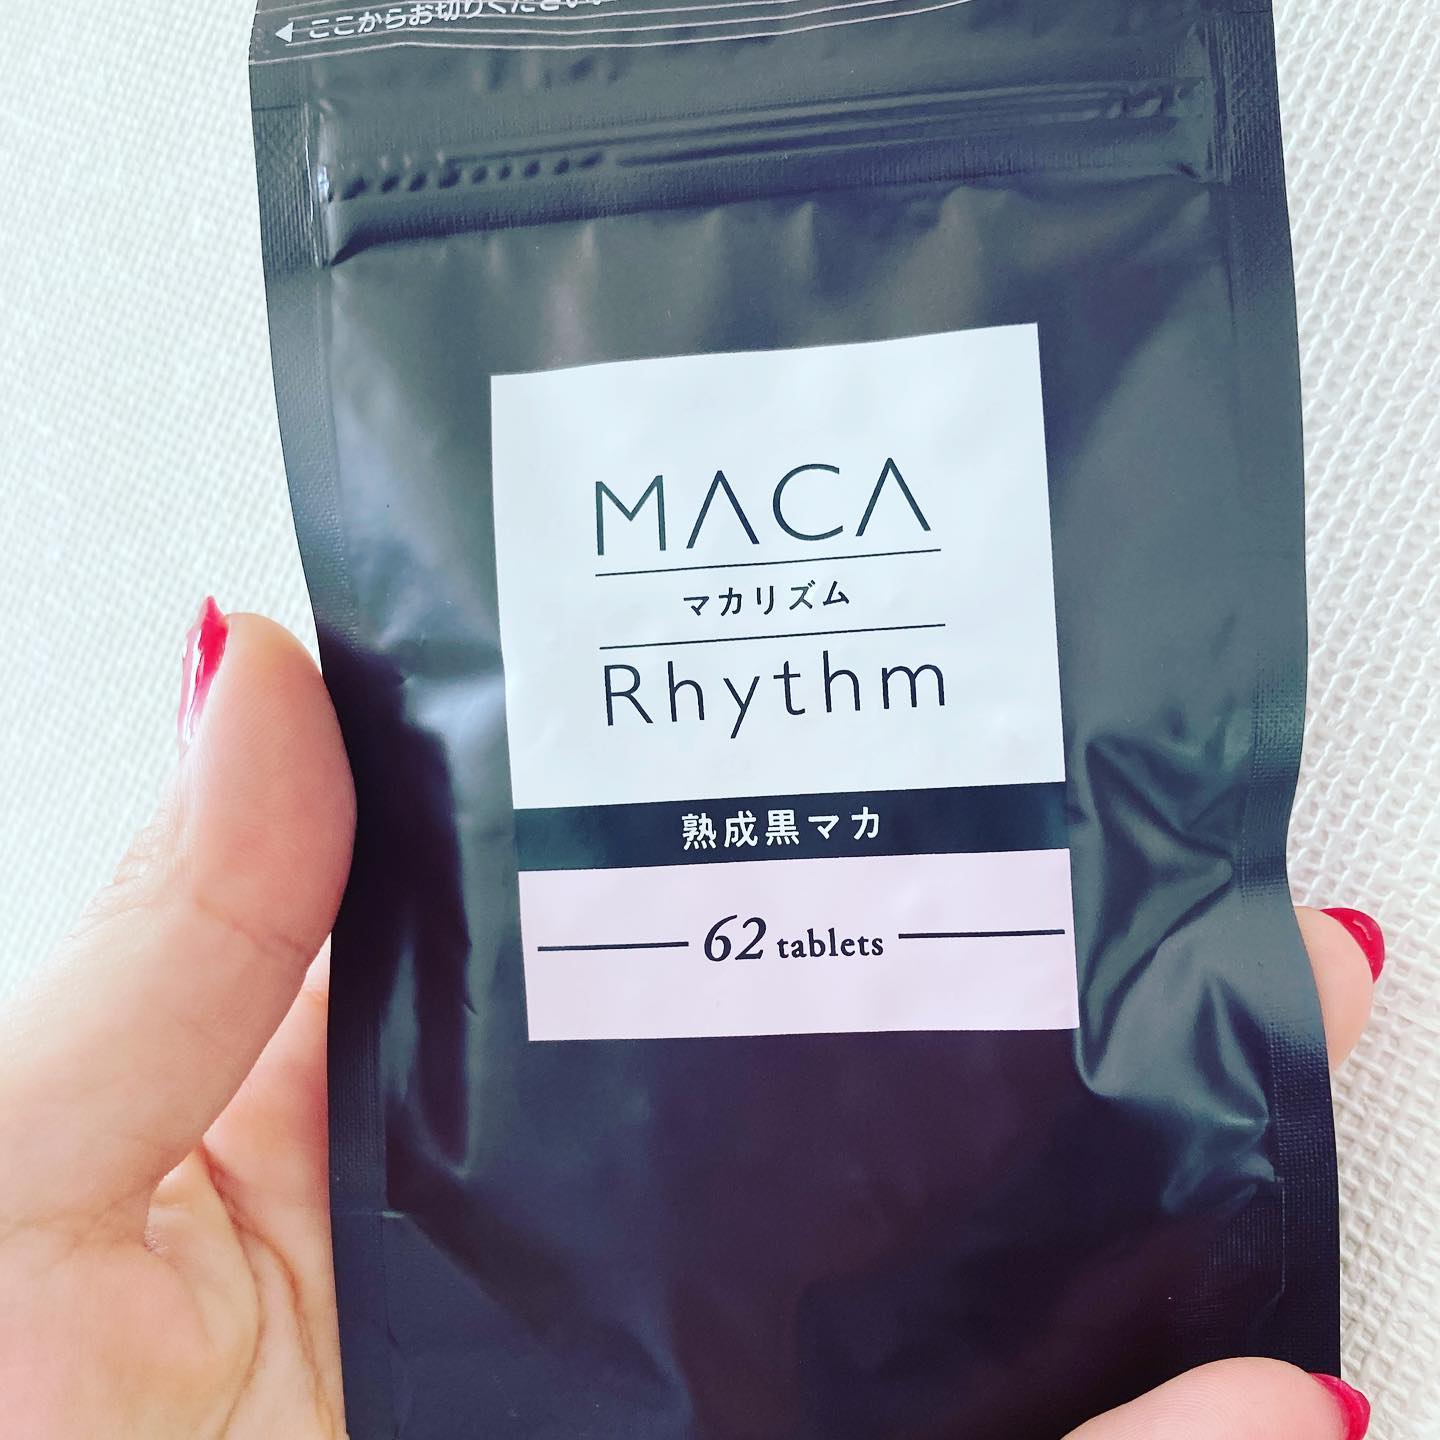 ◀ ここからお切りください。
MACA
マカリズム
Rhythm
熟成黒マカ
62 tablets